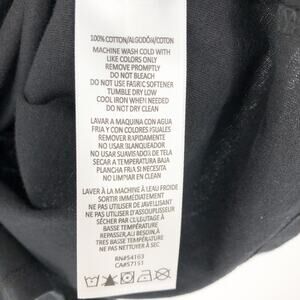 100% COTTON/ALGODÓN/COTON
MACHINE WASH COLD WITH
LIKE COLORS ONLY
REMOVE PROMPTLY
DO NOT BLEACH
DO NOT USE FABRIC SOFTENER
TUMBLE DRY LOW
COOL IRON WHEN NEEDED
DO NOT DRY CLEAN
LAVAR A MAQUINA CON AGUA
FRIA Y CON COLORES IGUALES
REMOVER RAPIDAMENTE
NO USAR BLANQUEADOR
NO USAR SUAVISANTE DE TELA
SECAR A TEMPERATURA BAJA
PLANCHA FRIA SI NECESITA
NO LIMPIAR EN CLEAN
LAVER À LA MACHINE À L'EAU FROIDE
SORTIR IMMÉDIATEMENT
NE PAS UTILISER DE JAVELLISANT
NE PAS UTILISER D'ASSOUPLISSEUR
SÉCHER À TRÈS BASSE
TEMPÉRATURE
REPASSER,AU BESOIN,À
TRÈS BASSE TEMPÉRATURE
NE PAS NETTOYER À SEC
RN#54163
CA#57151